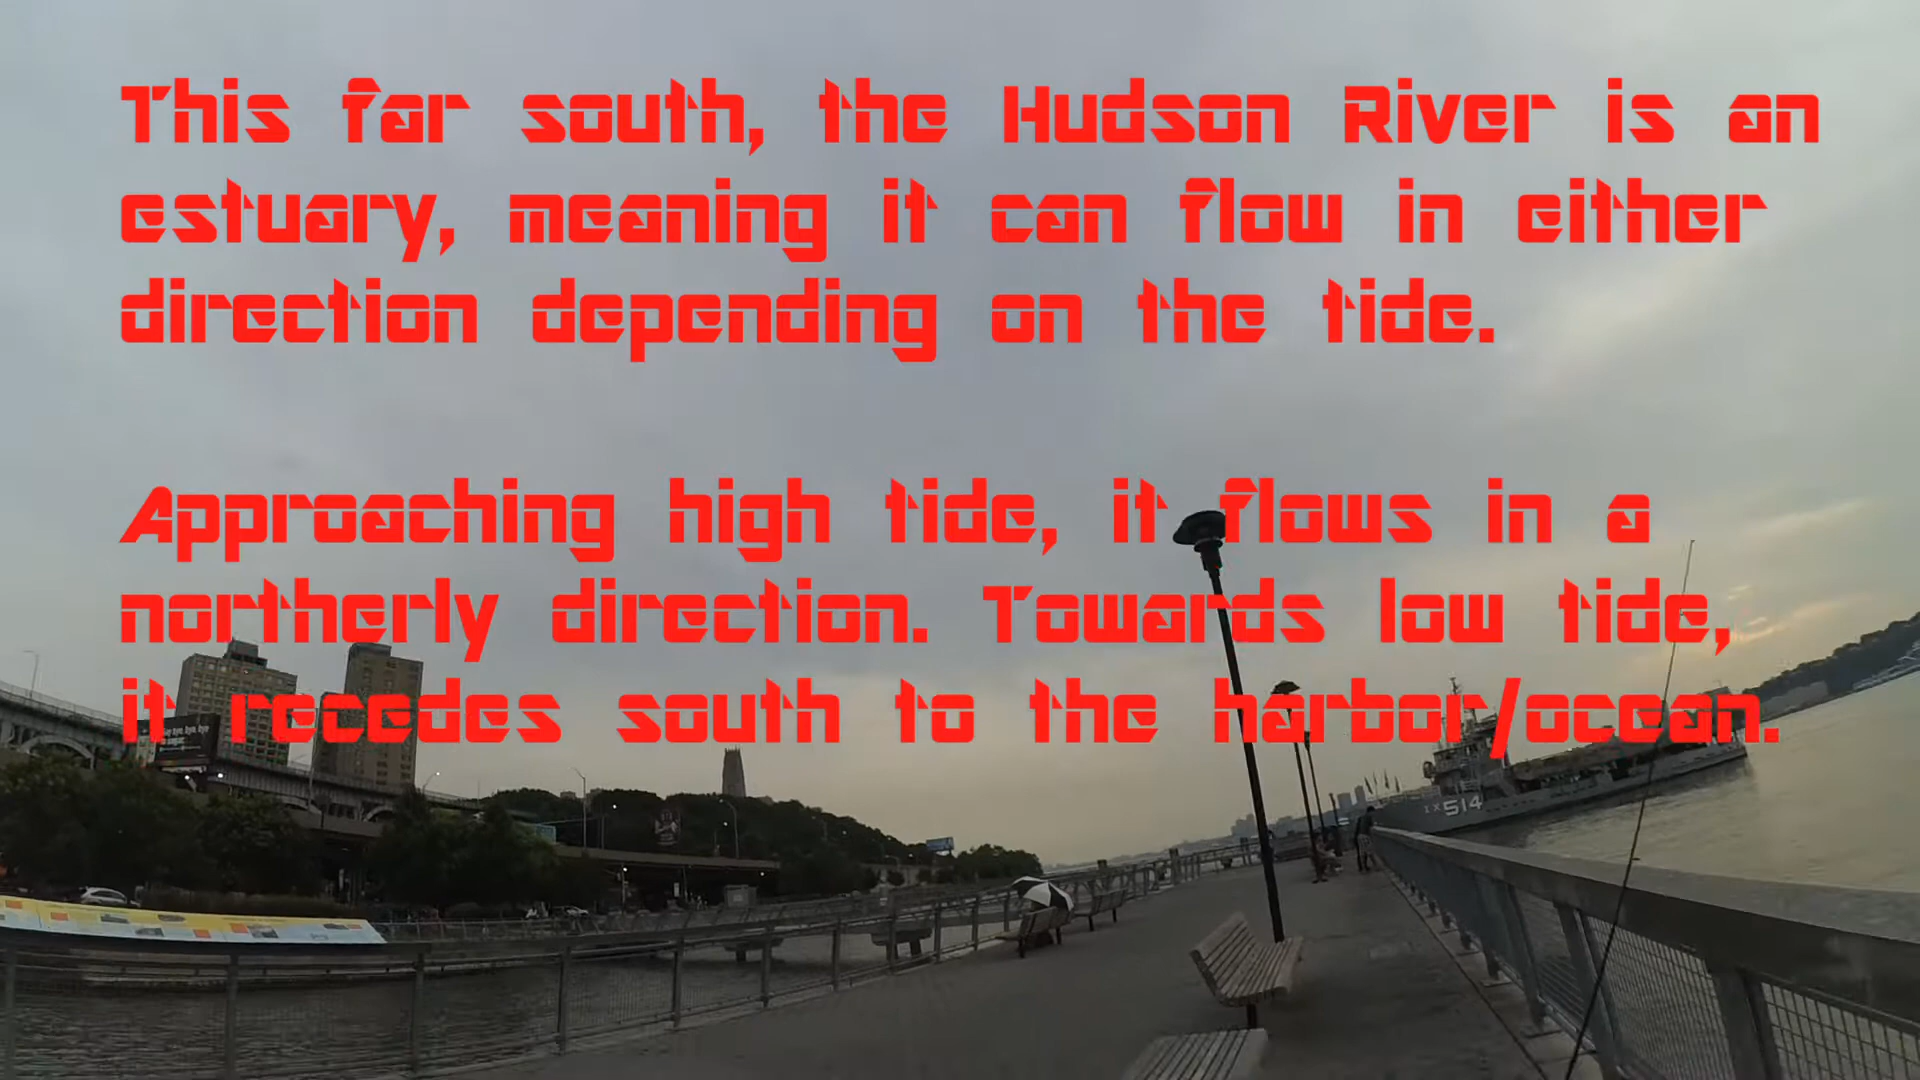 This far south, the Hudson River is an
estuary, meaning it can flow in either
direction depending on the tide.
Approaching high tide, it flows in a
northerly direction. Towards low tide,
it recedes south to the harbor/ocean.
IX 514